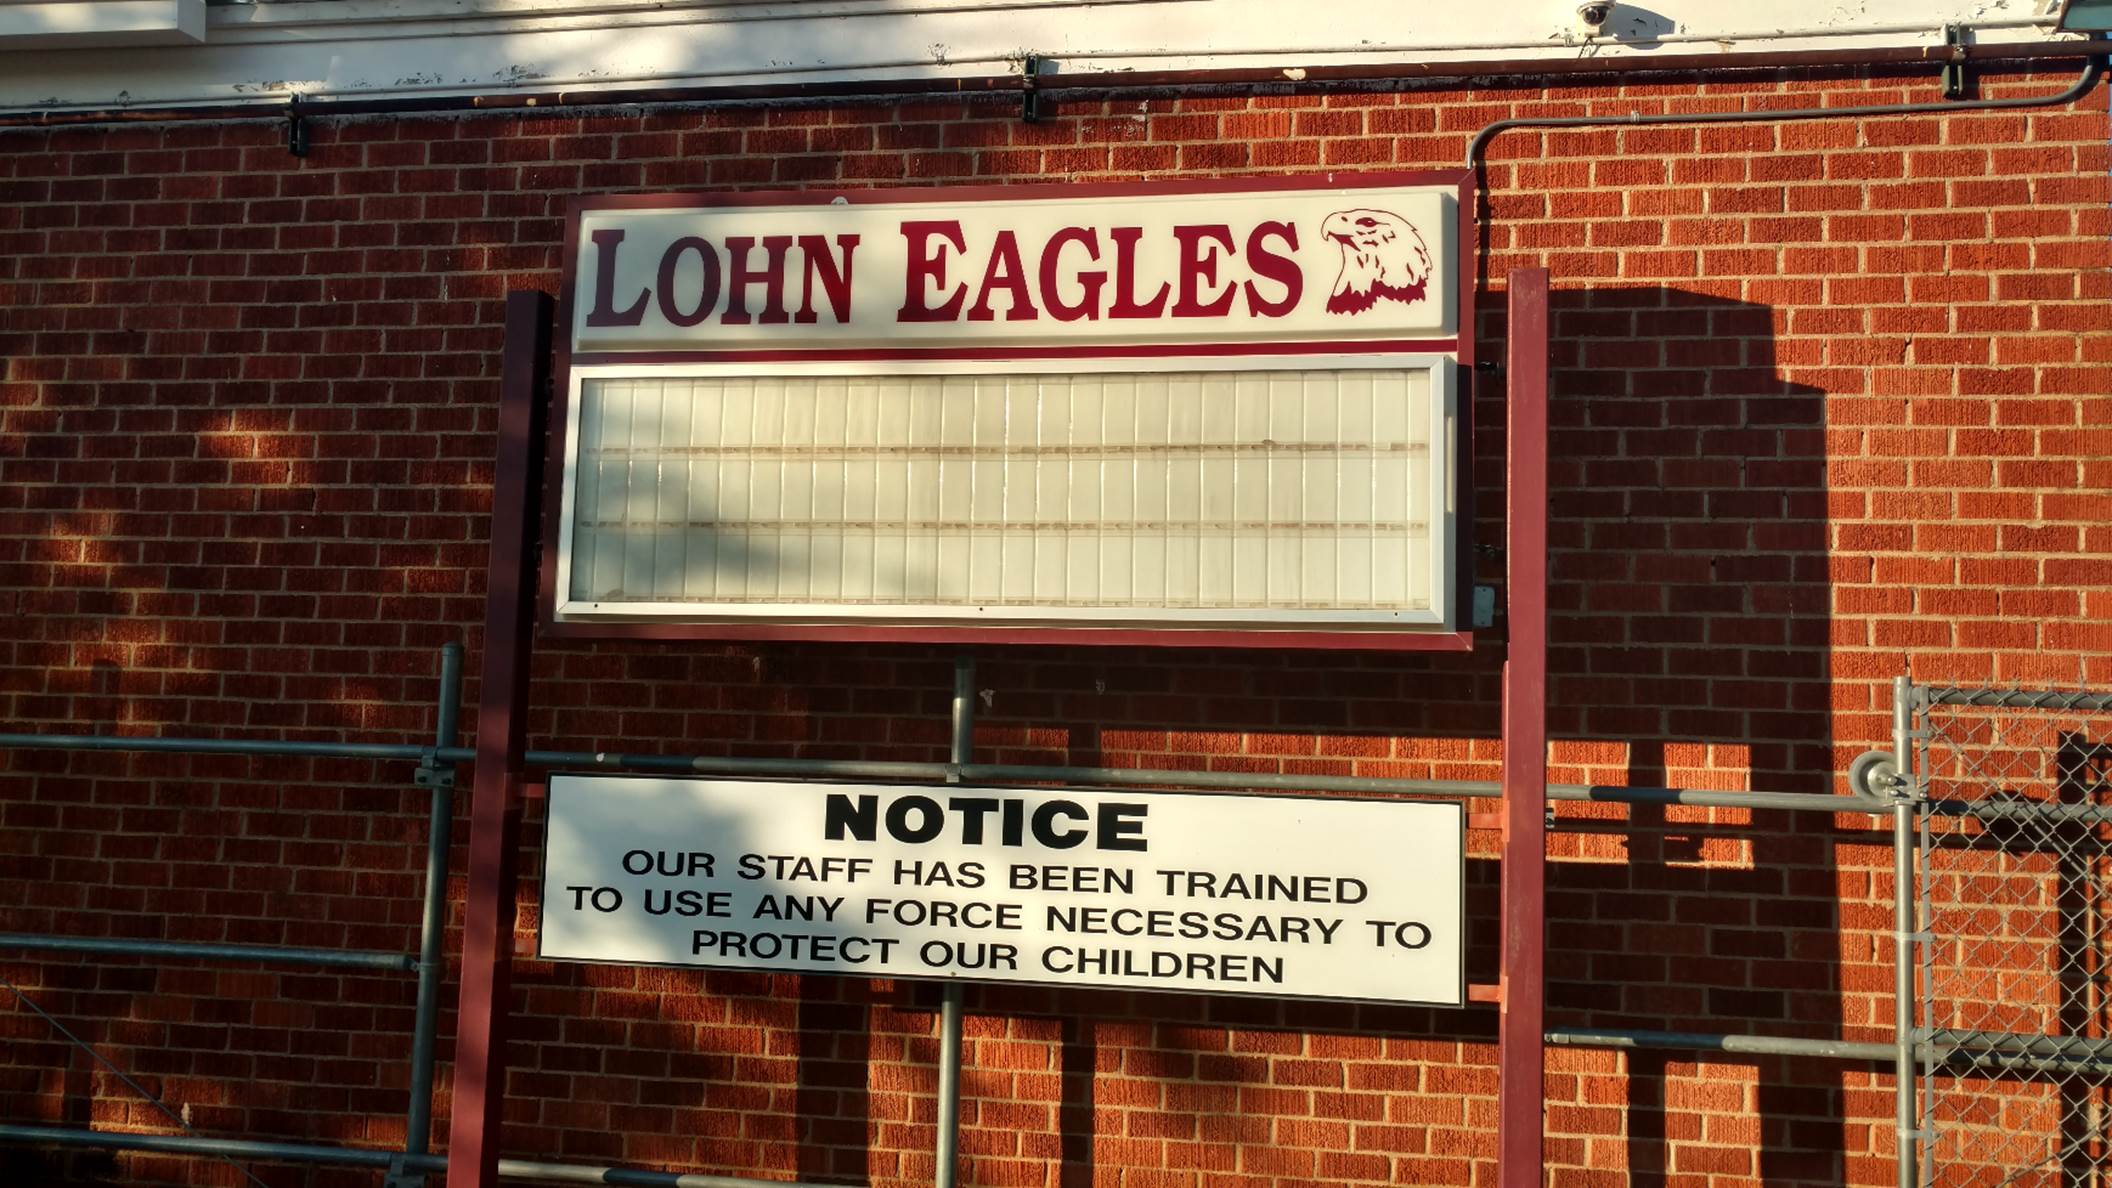 LOHN EAGLES
NOTICE
OUR STAFF HAS BEEN TRAINED
TO USE ANY FORCE NECESSARY TO
PROTECT OUR CHILDREN